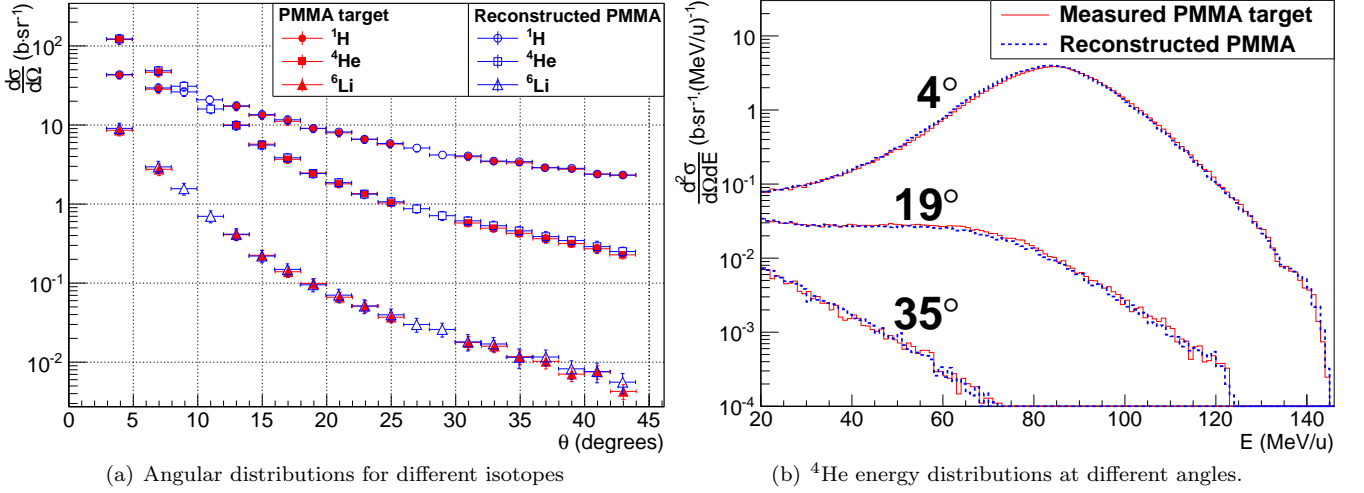 dσ/dΩ (b·sr⁻¹)
10²
10
1
10⁻¹
10⁻²
PMMA target
¹H
⁴He
⁶Li
Reconstructed PMMA
¹H
⁴He
⁶Li
0 5 10 15 20 25 30 35 40 45
θ (degrees)
(a) Angular distributions for different isotopes
d²σ/dΩdE (b·sr⁻¹·(MeV/u)⁻¹)
10
1
10⁻¹
10⁻²
10⁻³
10⁻⁴
Measured PMMA target
Reconstructed PMMA
4°
19°
35°
20 40 60 80 100 120 140
E (MeV/u)
(b) ⁴He energy distributions at different angles.